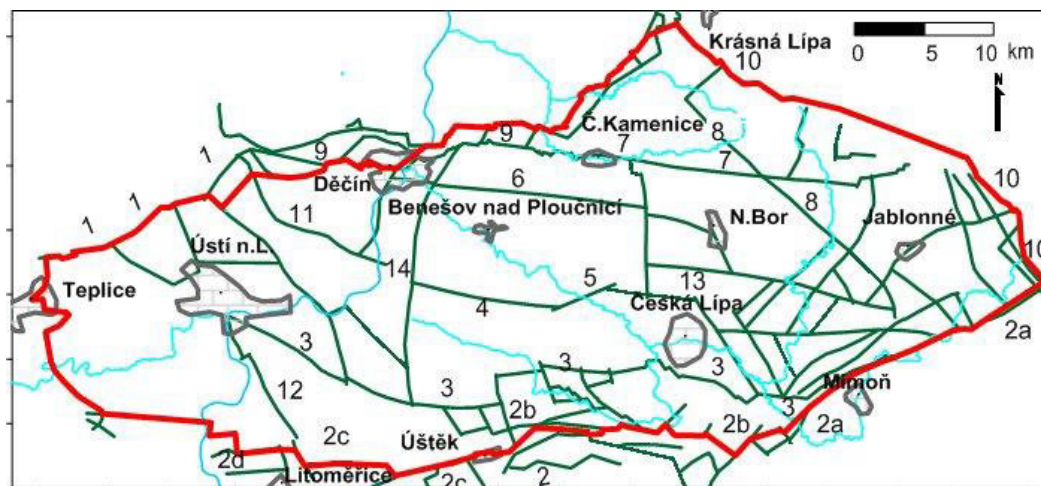 Krásná Lípa
0 5 10 km
N
10
Č.Kamenice
9
7
8
7
1
9
Děčín
6
10
1
1
11
Benešov nad Ploučnicí
N.Bor
8
Jablonné
Ústí n.L.
10
Teplice
14
5
13
4
Česká Lípa
2a
3
3
3
3
Mimoň
12
2b
3
2b
2a
2c
Úštěk
2d
Litoměřice
2c
2